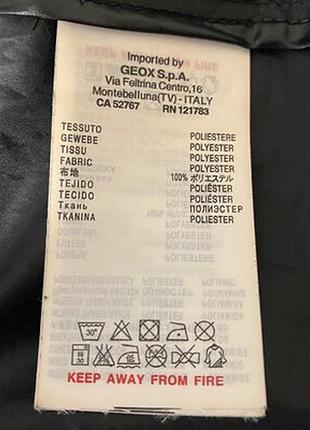 Imported by
GEOX S.p.A.
Via Feltrina Centro,16
Montebelluna(TV) - ITALY
CA 52767 RN 121783
TESSUTO POLIESTERE
GEWEBE POLYESTER
TISSU POLYESTER
FABRIC POLYESTER
布地 100% ポリエステル
TEJIDO POLIÉSTER
TECIDO POLIÉSTER
Ткань ПОЛИЭСТЕР
TKANINA POLIESTER
30°
KEEP AWAY FROM FIRE